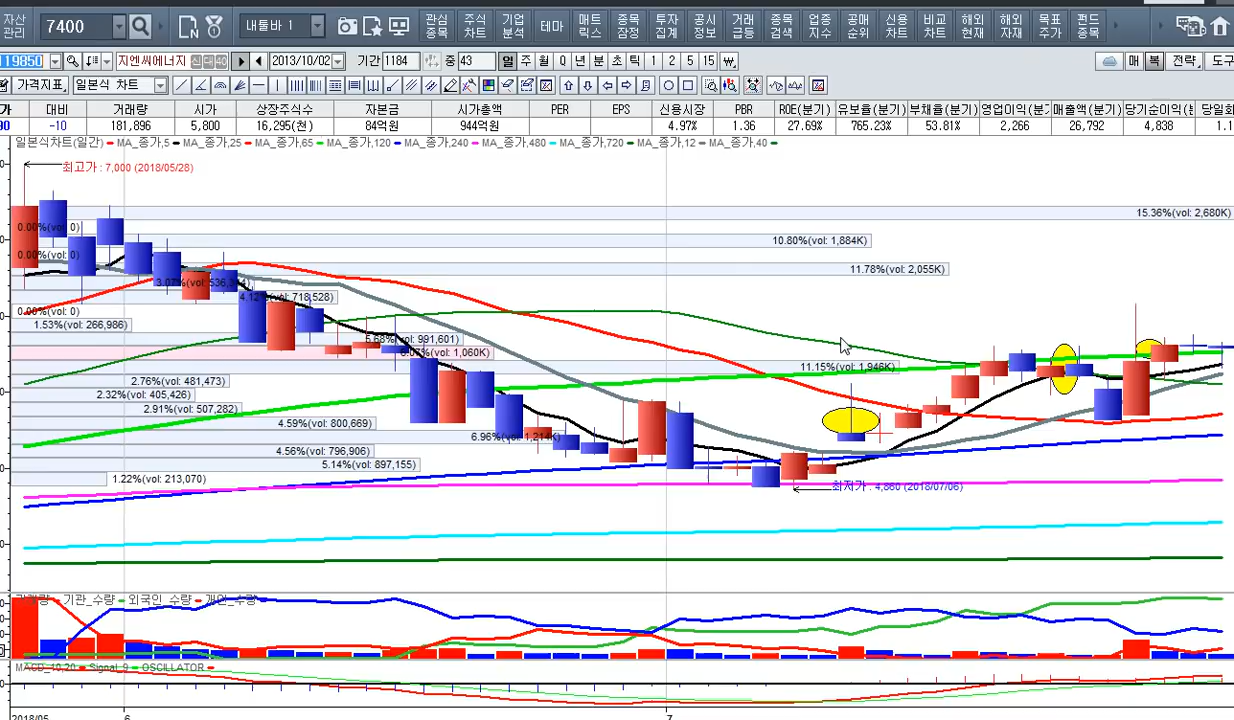 자산 관리 7400 내툴바 1 관심 종목 주식 차트 기업 분석 테마 매트 릭스 종목 잠정 투자 집계 공시 정보 거래 급등 종목 검색 업종 지수 공매 순위 신용 차트 비교 차트 해외 현재 해외 자재 목표 주가 펀드 종목
119850 지엔씨에너지 신대40 2013/10/02 기간 1184 중 43 일 주 월 Q 년 분 초 틱 1 2 5 15 매 복 전략 도구
가격지표 일본식 차트
가 대비 거래량 시가 상장주식수 자본금 시가총액 PER EPS 신용시장 PBR ROE(분기) 유보율(분기) 부채율(분기) 영업이익(분기 매출액(분기) 당기순이익(분 당일회
90 -10 181,896 5,800 16,295(천) 84억원 944억원 4.97% 1.36 27.69% 765.23% 53.81% 2,266 26,792 4,838 1.1
일본식차트(일간) MA_종가,5 MA_종가,25 MA_종가,65 MA_종가,120 MA_종가,240 MA_종가,480 MA_종가,720 MA_종가,12 MA_종가,40
최고가 : 7,000 (2018/05/28)
15.36%(vol: 2,680K)
0.00%(vol: 0)
10.80%(vol: 1,884K)
0.00%(vol: 0)
11.78%(vol: 2,055K)
3.07%(vol: 536,
4.12%(vol: 718,528)
0.00%(vol: 0)
1.53%(vol: 266,986)
5.68%(vol: 991,601)
6.07%(vol: 1,060K)
11.15%(vol: 1,946K)
2.76%(vol: 481,473)
2.32%(vol: 405,426)
2.91%(vol: 507,282)
4.59%(vol: 800,669)
6.96%(vol: 1,214K)
4.56%(vol: 796,906)
5.14%(vol: 897,155)
1.22%(vol: 213,070)
최저가 : 4,860 (2018/07/06)
거래량 기관_수량 외국인_수량 개인_수량
MACD_40,20 Signal_9 OSCILLATOR
2018/05 6 7